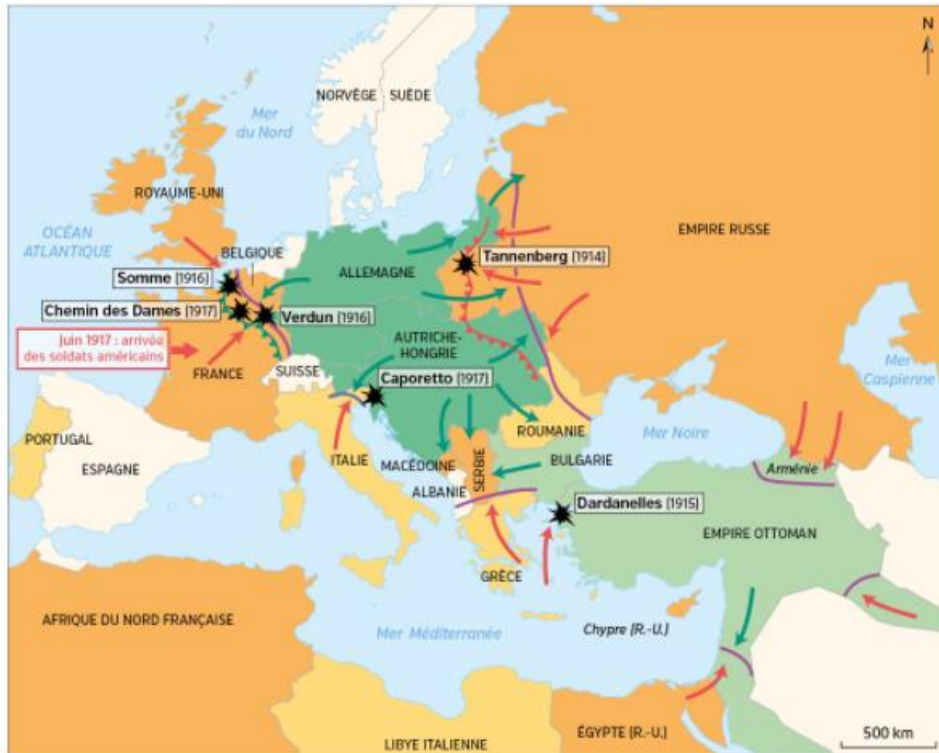 N
NORVÈGE
SUÈDE
Mer
du Nord
ROYAUME-UNI
OCÉAN
ATLANTIQUE
BELGIQUE
EMPIRE RUSSE
Somme (1916)
ALLEMAGNE
Tannenberg (1914)
Chemin des Dames (1917)
Verdun (1916)
Juin 1917 : arrivée
des soldats américains
AUTRICHE-
HONGRIE
FRANCE
SUISSE
Mer
Caspienne
Caporetto (1917)
PORTUGAL
ESPAGNE
ITALIE
ROUMANIE
Mer Noire
MACÉDOINE
SERBIE
BULGARIE
Arménie
ALBANIE
Dardanelles (1915)
EMPIRE OTTOMAN
GRÈCE
AFRIQUE DU NORD FRANÇAISE
Mer Méditerranée
Chypre (R.-U.)
LIBYE ITALIENNE
ÉGYPTE (R.-U.)
500 km